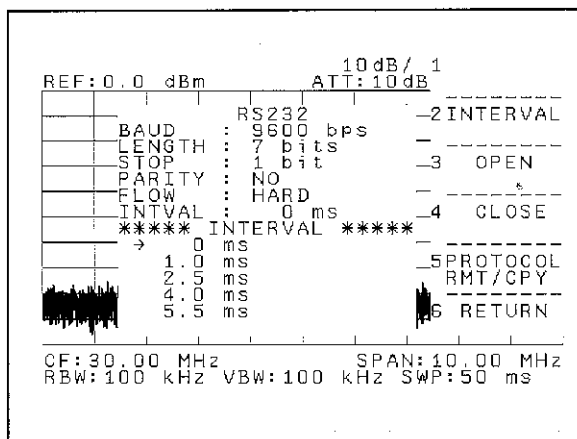 10dB/ 1
REF:0.0 dBm ATT:10dB
RS232
BAUD : 9600 bps
LENGTH : 7 bits
STOP : 1 bit
PARITY : NO
FLOW : HARD
INTVAL : 0 ms
***** INTERVAL *****
→ 0 ms
1.0 ms
2.5 ms
4.0 ms
5.5 ms
2 INTERVAL
3 OPEN
4 CLOSE
5 PROTOCOL
RMT/CPY
6 RETURN
CF:30.00 MHz SPAN:10.00 MHz
RBW:100 kHz VBW:100 kHz SWP:50 ms